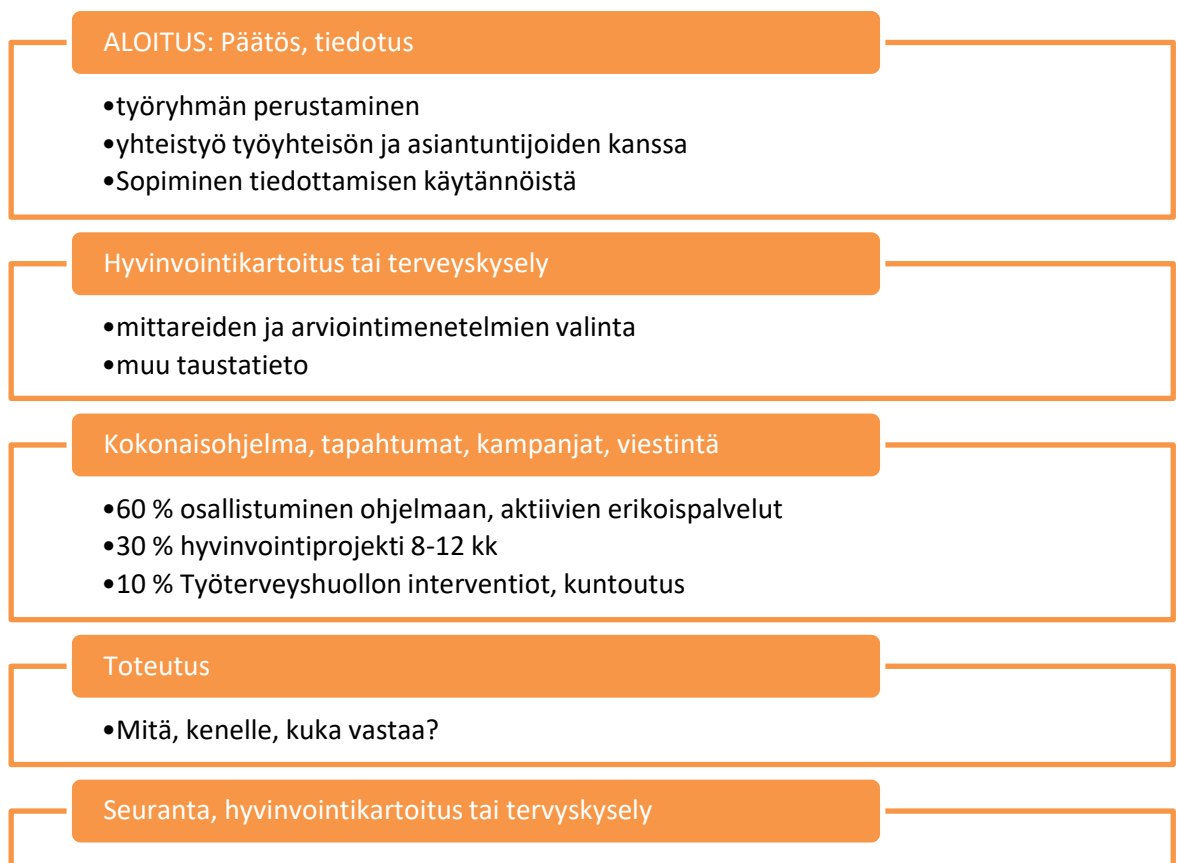 ALOITUS: Päätös, tiedotus
•työryhmän perustaminen
•yhteistyö työyhteisön ja asiantuntijoiden kanssa
•Sopiminen tiedottamisen käytännöistä
Hyvinvointikartoitus tai terveyskysely
•mittareiden ja arviointimenetelmien valinta
•muu taustatieto
Kokonaisohjelma, tapahtumat, kampanjat, viestintä
•60 % osallistuminen ohjelmaan, aktiivien erikoispalvelut
•30 % hyvinvointiprojekti 8-12 kk
•10 % Työterveyshuollon interventiot, kuntoutus
Toteutus
•Mitä, kenelle, kuka vastaa?
Seuranta, hyvinvointikartoitus tai tervyskysely